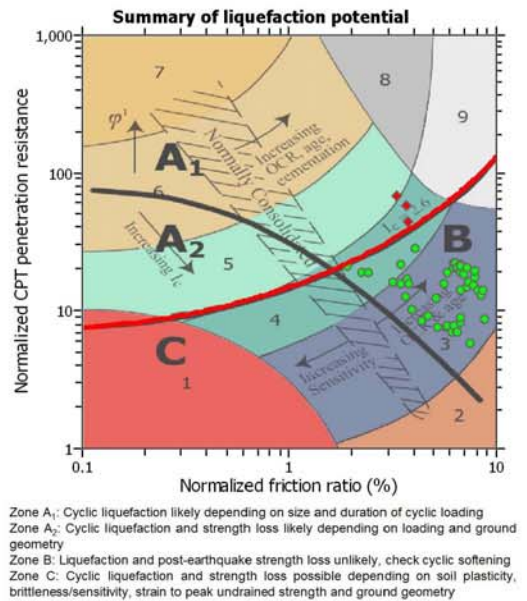 Summary of liquefaction potential
1,000
100
10
1
Normalized CPT penetration resistance
7
8
9
φ'
A1
Increasing
OCR, age,
cementation
Normally Consolidated
6
A2
Increasing Ic
5
B
4
C
1
Increasing
Sensitivity
3
2
0.1
1
10
Normalized friction ratio (%)
Zone A1: Cyclic liquefaction likely depending on size and duration of cyclic loading
Zone A2: Cyclic liquefaction and strength loss likely depending on loading and ground
geometry
Zone B: Liquefaction and post-earthquake strength loss unlikely, check cyclic softening
Zone C: Cyclic liquefaction and strength loss possible depending on soil plasticity,
brittleness/sensitivity, strain to peak undrained strength and ground geometry